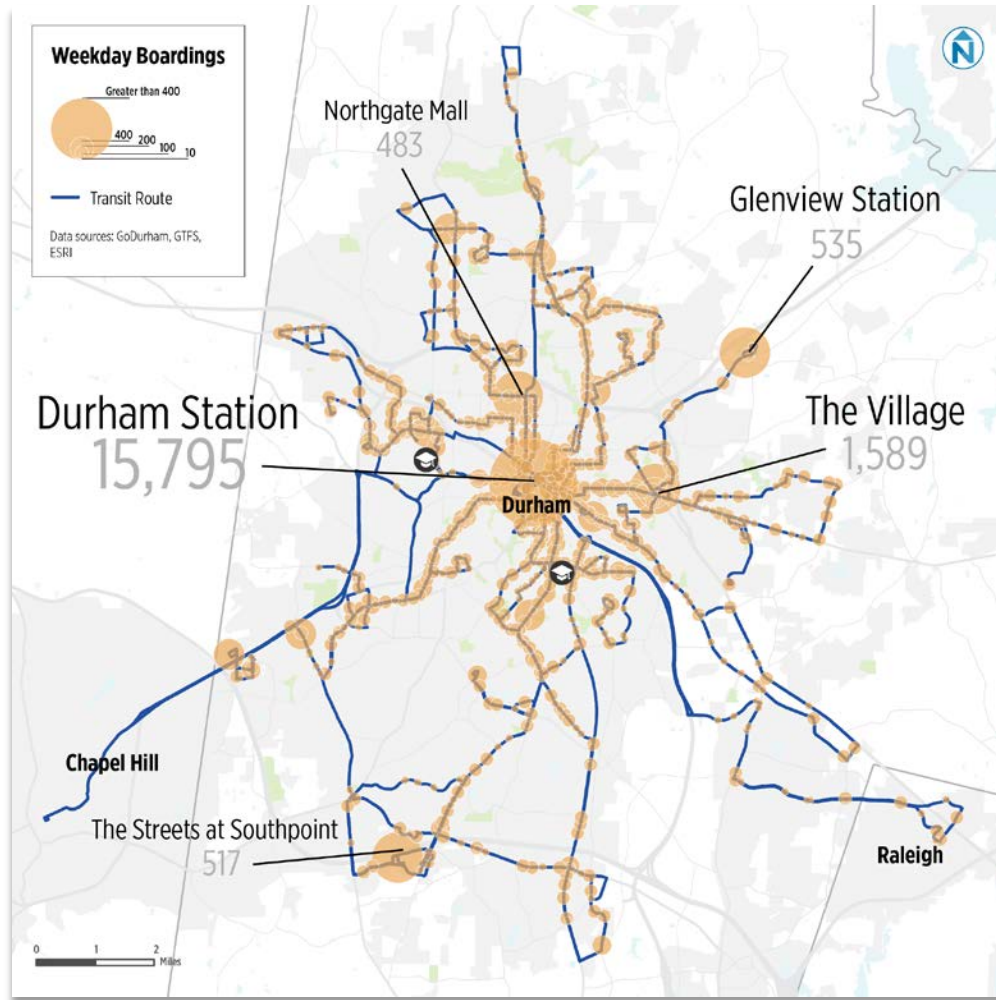 Weekday Boardings
Greater than 400
400
200
100
10
Transit Route
Data sources: GoDurham, GTFS,
ESRI
N
Northgate Mall
483
Glenview Station
535
Durham Station
15,795
The Village
1,589
Durham
Chapel Hill
The Streets at Southpoint
517
Raleigh
0 1 2
Miles